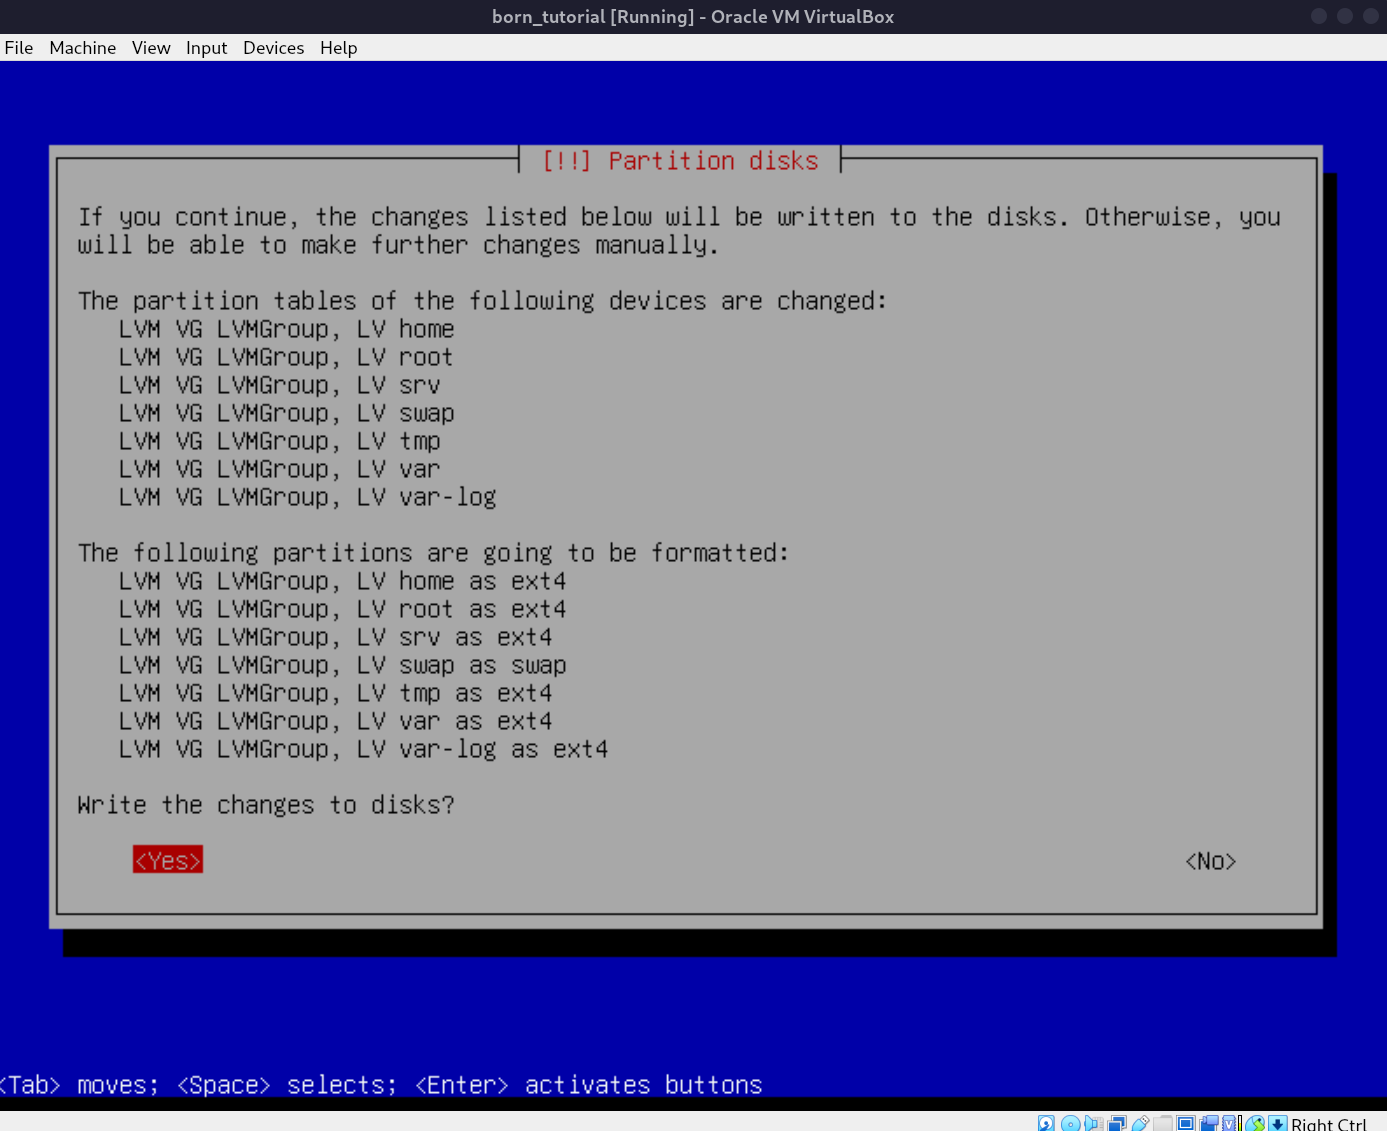 born_tutorial [Running] - Oracle VM VirtualBox
File Machine View Input Devices Help
[!!] Partition disks
If you continue, the changes listed below will be written to the disks. Otherwise, you
will be able to make further changes manually.
The partition tables of the following devices are changed:
LVM VG LVMGroup, LV home
LVM VG LVMGroup, LV root
LVM VG LVMGroup, LV srv
LVM VG LVMGroup, LV swap
LVM VG LVMGroup, LV tmp
LVM VG LVMGroup, LV var
LVM VG LVMGroup, LV var-log
The following partitions are going to be formatted:
LVM VG LVMGroup, LV home as ext4
LVM VG LVMGroup, LV root as ext4
LVM VG LVMGroup, LV srv as ext4
LVM VG LVMGroup, LV swap as swap
LVM VG LVMGroup, LV tmp as ext4
LVM VG LVMGroup, LV var as ext4
LVM VG LVMGroup, LV var-log as ext4
Write the changes to disks?
<Yes> <No>
<Tab> moves; <Space> selects; <Enter> activates buttons
Right Ctrl